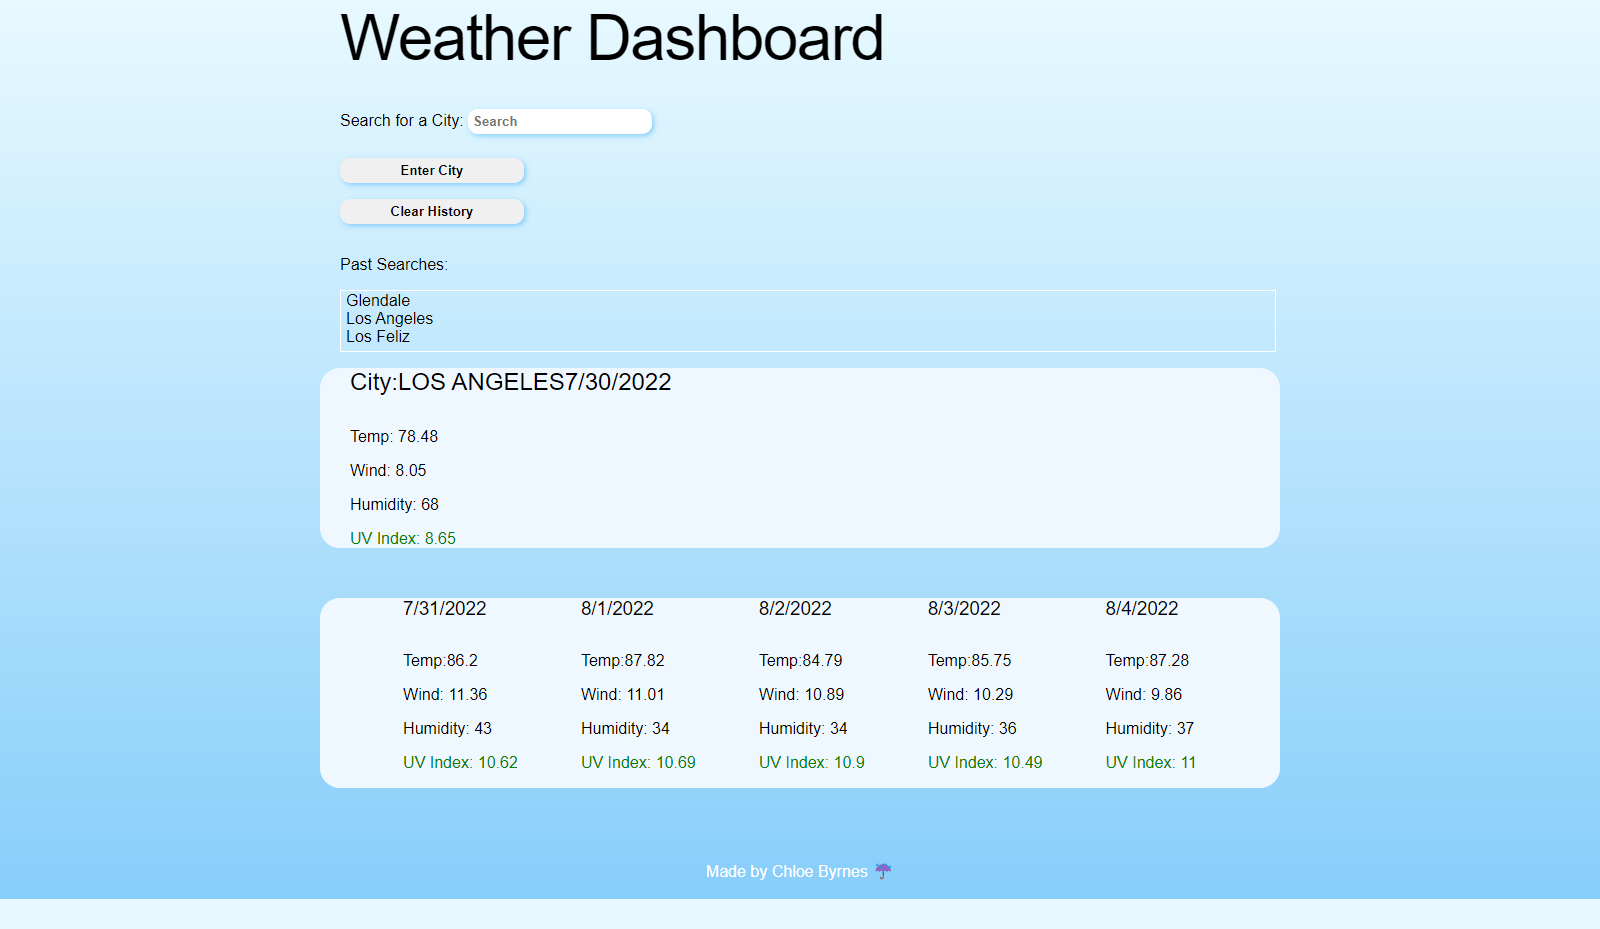 Weather Dashboard
Search for a City: Search
Enter City
Clear History
Past Searches:
Glendale
Los Angeles
Los Feliz
City:LOS ANGELES7/30/2022
Temp: 78.48
Wind: 8.05
Humidity: 68
UV Index: 8.65
7/31/2022
Temp:86.2
Wind: 11.36
Humidity: 43
UV Index: 10.62
8/1/2022
Temp:87.82
Wind: 11.01
Humidity: 34
UV Index: 10.69
8/2/2022
Temp:84.79
Wind: 10.89
Humidity: 34
UV Index: 10.9
8/3/2022
Temp:85.75
Wind: 10.29
Humidity: 36
UV Index: 10.49
8/4/2022
Temp:87.28
Wind: 9.86
Humidity: 37
UV Index: 11
Made by Chloe Byrnes ☔